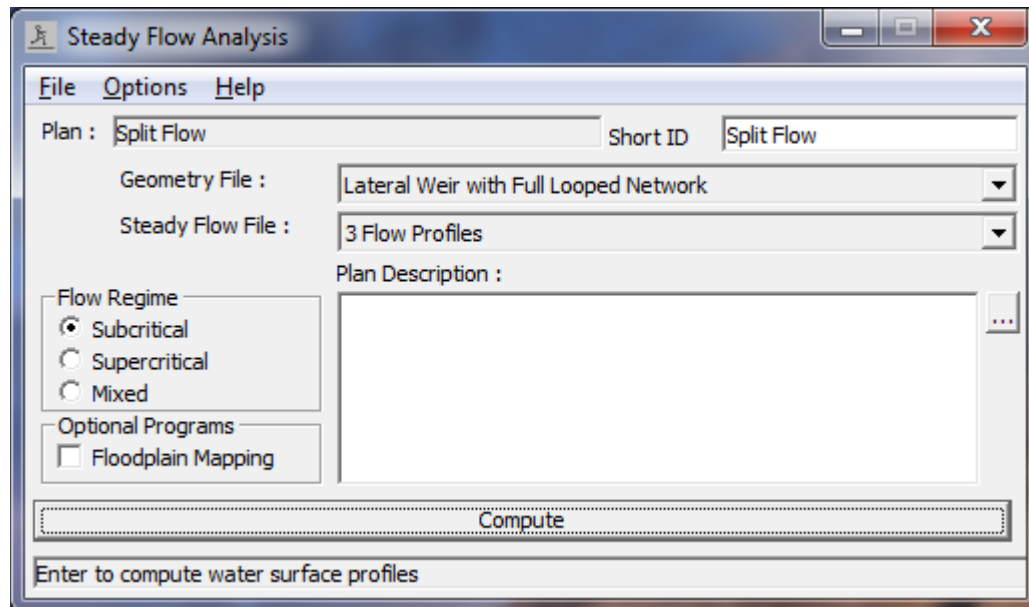 Steady Flow Analysis
File Options Help
Plan : Split Flow Short ID Split Flow
Geometry File : Lateral Weir with Full Looped Network
Steady Flow File : 3 Flow Profiles
Plan Description :
Flow Regime
...
Subcritical
Supercritical
Mixed
Optional Programs
Floodplain Mapping
Compute
Enter to compute water surface profiles